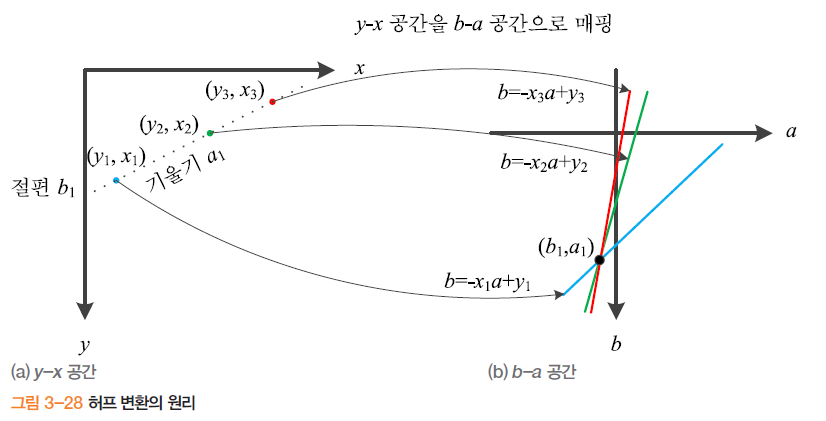 y-x 공간을 b-a 공간으로 매핑
x
(y3, x3)
b=-x3a+y3
(y2, x2)
a
(y1, x1)
기울기 a1
b=-x2a+y2
절편 b1
(b1,a1)
b=-x1a+y1
y
b
(a) y–x 공간
(b) b–a 공간
그림 3–28 허프 변환의 원리